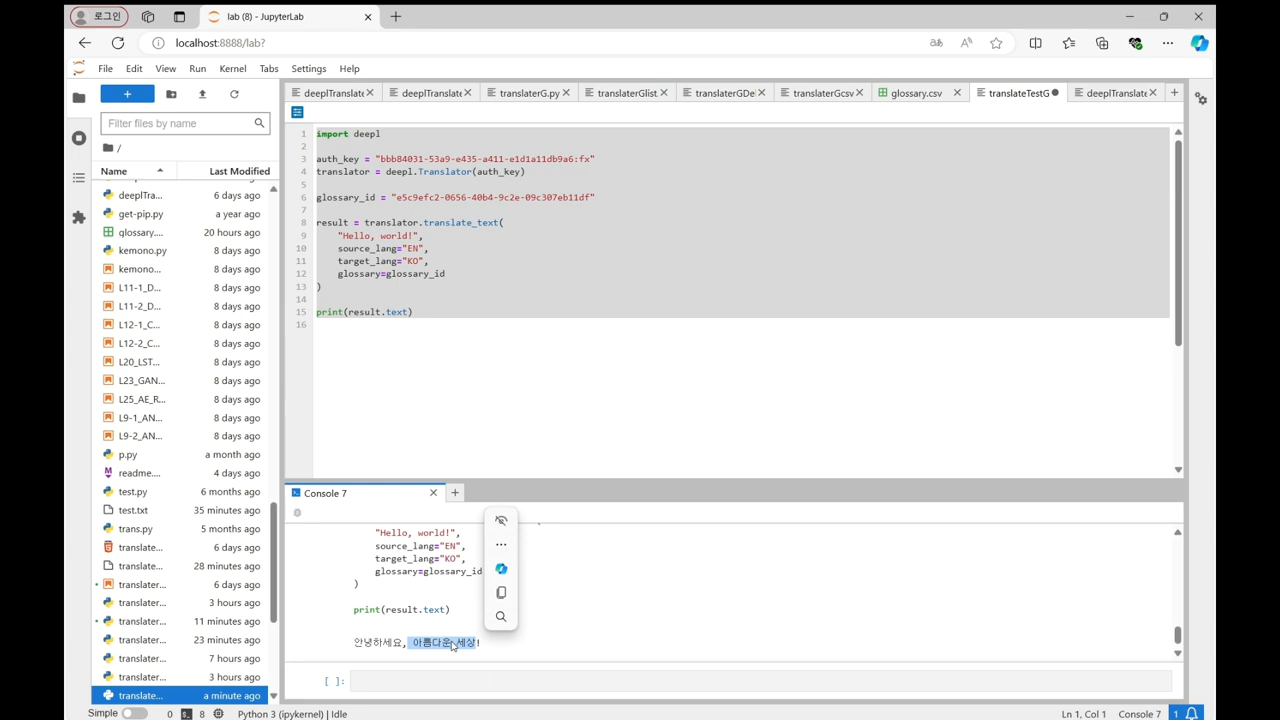 로그인
lab (8) - JupyterLab
localhost:8888/lab?
File Edit View Run Kernel Tabs Settings Help
deeplTranslate
deeplTranslate
translaterG.py
translaterGlist.
translaterGDe
translaterGcsv
glossary.csv
translateTestG
deeplTranslate
Filter files by name
/
Name Last Modified
deeplTra... 6 days ago
get-pip.py a year ago
glossary.... 20 hours ago
kemono.py 8 days ago
kemono... 8 days ago
L11-1_D... 8 days ago
L11-2_D... 8 days ago
L12-1_C... 8 days ago
L12-2_C... 8 days ago
L20_LST... 8 days ago
L23_GAN... 8 days ago
L25_AE_R... 8 days ago
L9-1_AN... 8 days ago
L9-2_AN... 8 days ago
p.py a month ago
readme.... 4 days ago
test.py 6 months ago
test.txt 35 minutes ago
trans.py 5 months ago
translate... 6 days ago
translate... 28 minutes ago
translater... 6 days ago
translater... 3 hours ago
translater... 11 minutes ago
translater... 23 minutes ago
translater... 7 hours ago
translater... 3 hours ago
translate... a minute ago
1 import deepl
2
3 auth_key = "bbb84031-53a9-e435-a411-e1d1a11db9a6:fx"
4 translator = deepl.Translator(auth_key)
5
6 glossary_id = "e5c9efc2-0656-40b4-9c2e-09c307eb11df"
7
8 result = translator.translate_text(
9 "Hello, world!",
10 source_lang="EN",
11 target_lang="KO",
12 glossary=glossary_id
13 )
14
15 print(result.text)
16
Console 7
"Hello, world!",
source_lang="EN",
target_lang="KO",
glossary=glossary_id
)
print(result.text)
안녕하세요, 아름다운 세상!
[ ]:
Simple 0 8 Python 3 (ipykernel) | Idle Ln 1, Col 1 Console 7 1